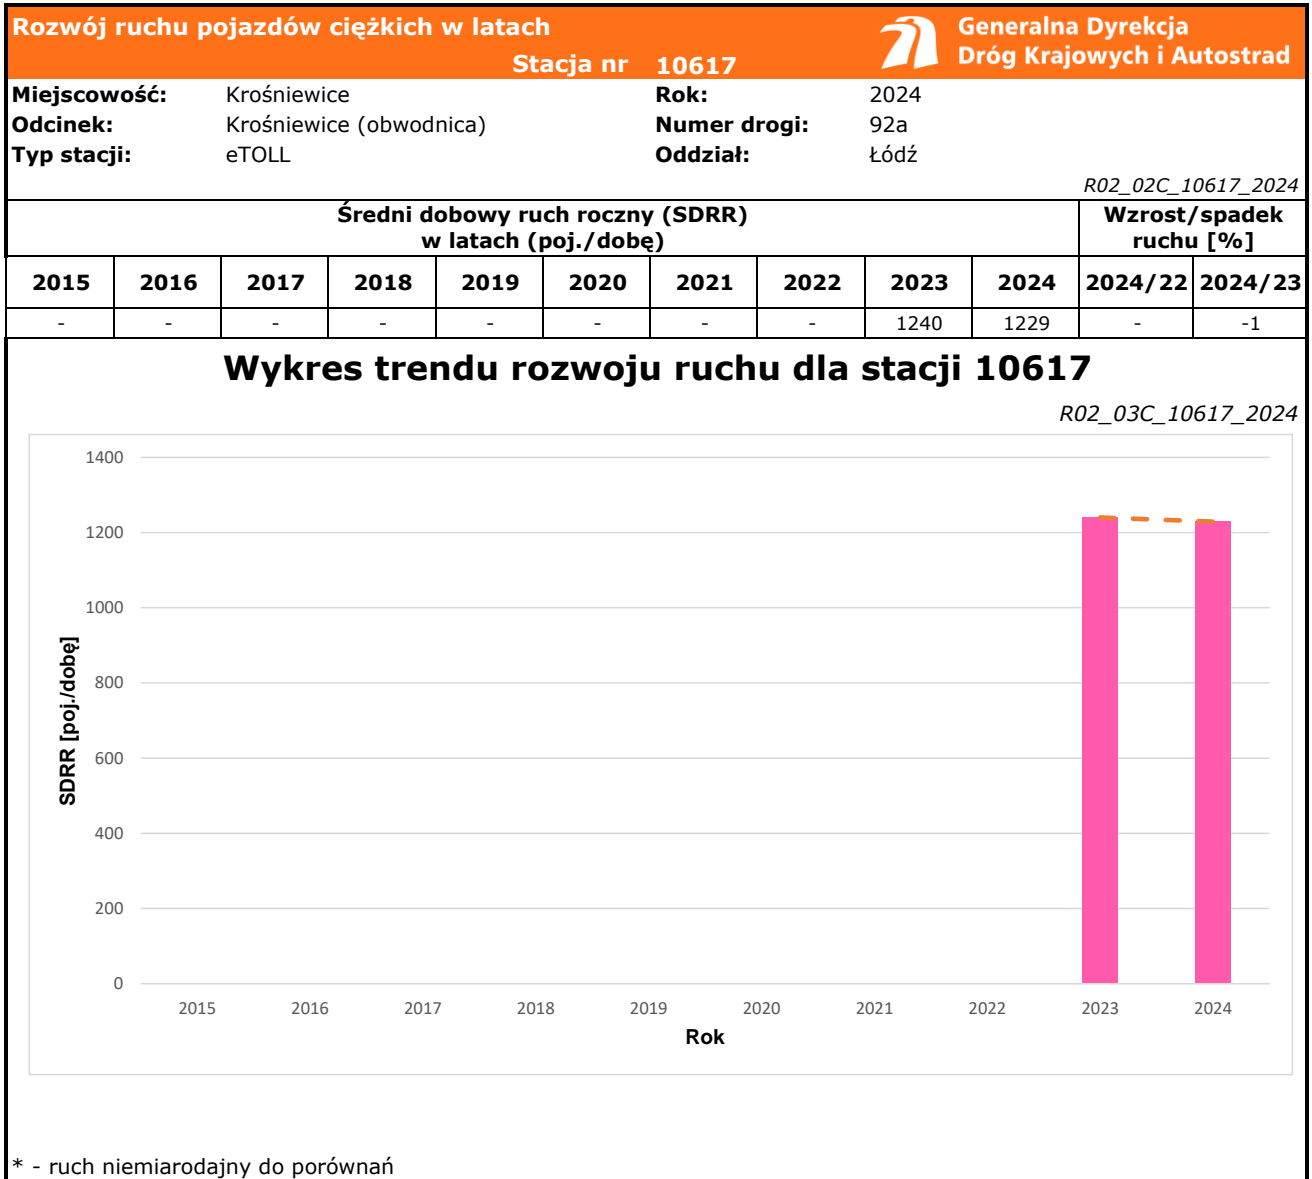 Rozwój ruchu pojazdów ciężkich w latach
Stacja nr 10617
Generalna Dyrekcja
Dróg Krajowych i Autostrad
Miejscowość: Krośniewice Rok: 2024
Odcinek: Krośniewice (obwodnica) Numer drogi: 92a
Typ stacji: eTOLL Oddział: Łódź
R02_02C_10617_2024
Średni dobowy ruch roczny (SDRR)
w latach (poj./dobę)
Wzrost/spadek
ruchu [%]
2015 2016 2017 2018 2019 2020 2021 2022 2023 2024 2024/22 2024/23
- - - - - - - - 1240 1229 - -1
Wykres trendu rozwoju ruchu dla stacji 10617
R02_03C_10617_2024
1400
1200
1000
800
600
400
200
0
SDRR [poj./dobę]
2015 2016 2017 2018 2019 2020 2021 2022 2023 2024
Rok
* - ruch niemiarodajny do porównań